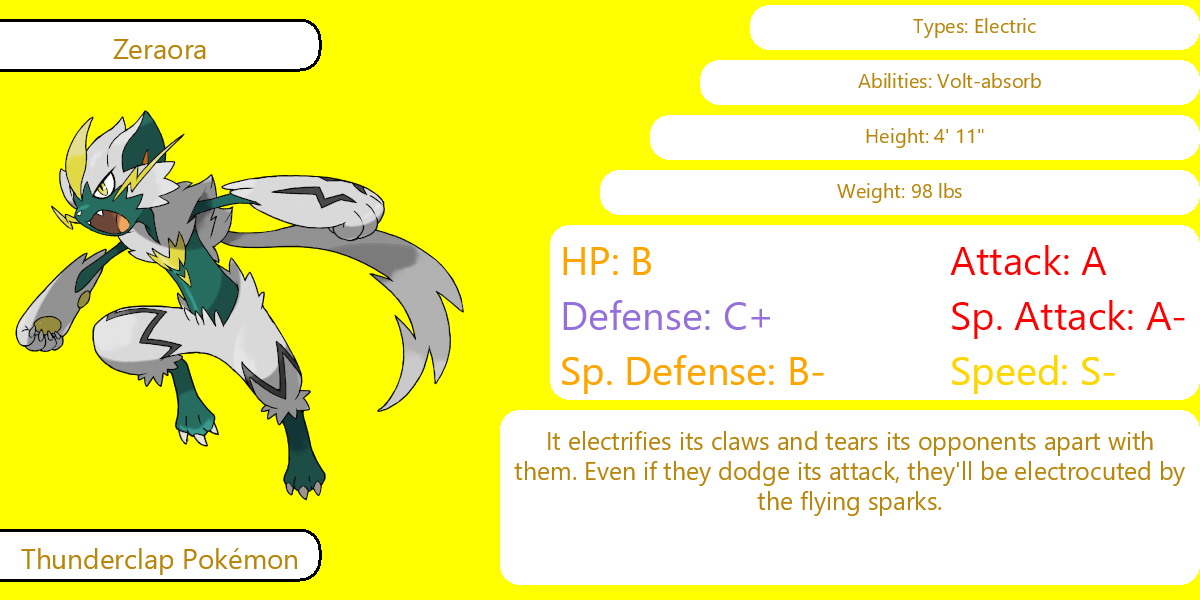 Zeraora
Types: Electric
Abilities: Volt-absorb
Height: 4' 11"
Weight: 98 lbs
HP: B
Attack: A
Defense: C+
Sp. Attack: A-
Sp. Defense: B-
Speed: S-
It electrifies its claws and tears its opponents apart with
them. Even if they dodge its attack, they'll be electrocuted by
the flying sparks.
Thunderclap Pokémon